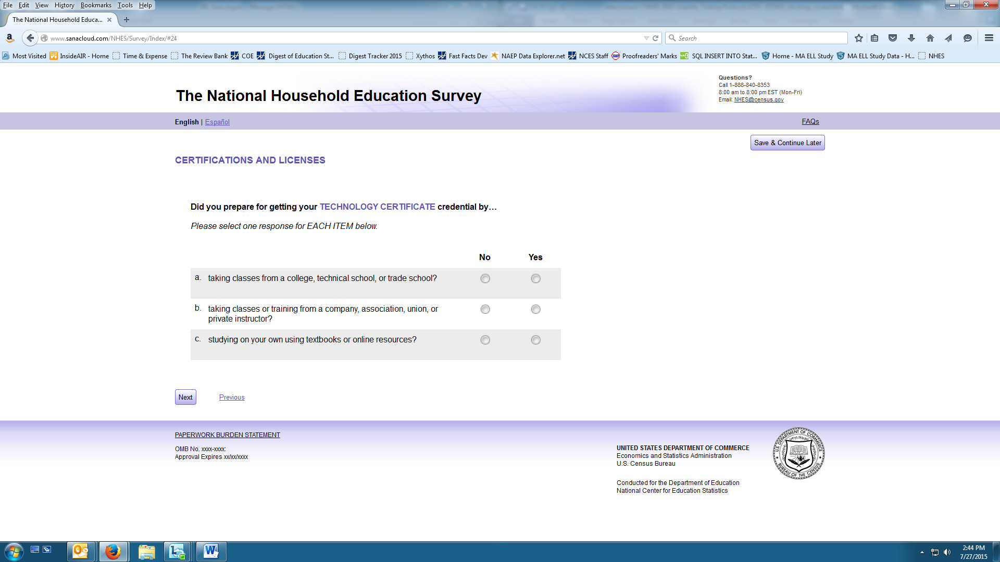 File Edit View History Bookmarks Tools Help
The National Household Educa...
www.sanacloud.com/NHES/Survey/Index/#24
Search
Most Visited InsideAIR - Home Time & Expense The Review Bank COE Digest of Education St... Digest Tracker 2015 Xythos Fast Facts Dev NAEP Data Explorer.net NCES Staff Proofreaders' Marks SQL INSERT INTO Stat... Home - MA ELL Study MA ELL Study Data - H... NHES
Questions?
Call 1-888-840-8353
8:00 am to 8:00 pm EST (Mon-Fri)
Email: NHES@census.gov
The National Household Education Survey
English | Español
FAQs
Save & Continue Later
CERTIFICATIONS AND LICENSES
Did you prepare for getting your TECHNOLOGY CERTIFICATE credential by…
Please select one response for EACH ITEM below.
No Yes
a. taking classes from a college, technical school, or trade school?
b. taking classes or training from a company, association, union, or
private instructor?
c. studying on your own using textbooks or online resources?
Next Previous
PAPERWORK BURDEN STATEMENT
OMB No. xxxx-xxxx:
Approval Expires xx/xx/xxxx
UNITED STATES DEPARTMENT OF COMMERCE
Economics and Statistics Administration
U.S. Census Bureau
Conducted for the Department of Education
National Center for Education Statistics
U.S. DEPARTMENT OF COMMERCE
BUREAU OF THE CENSUS
2:44 PM
7/27/2015